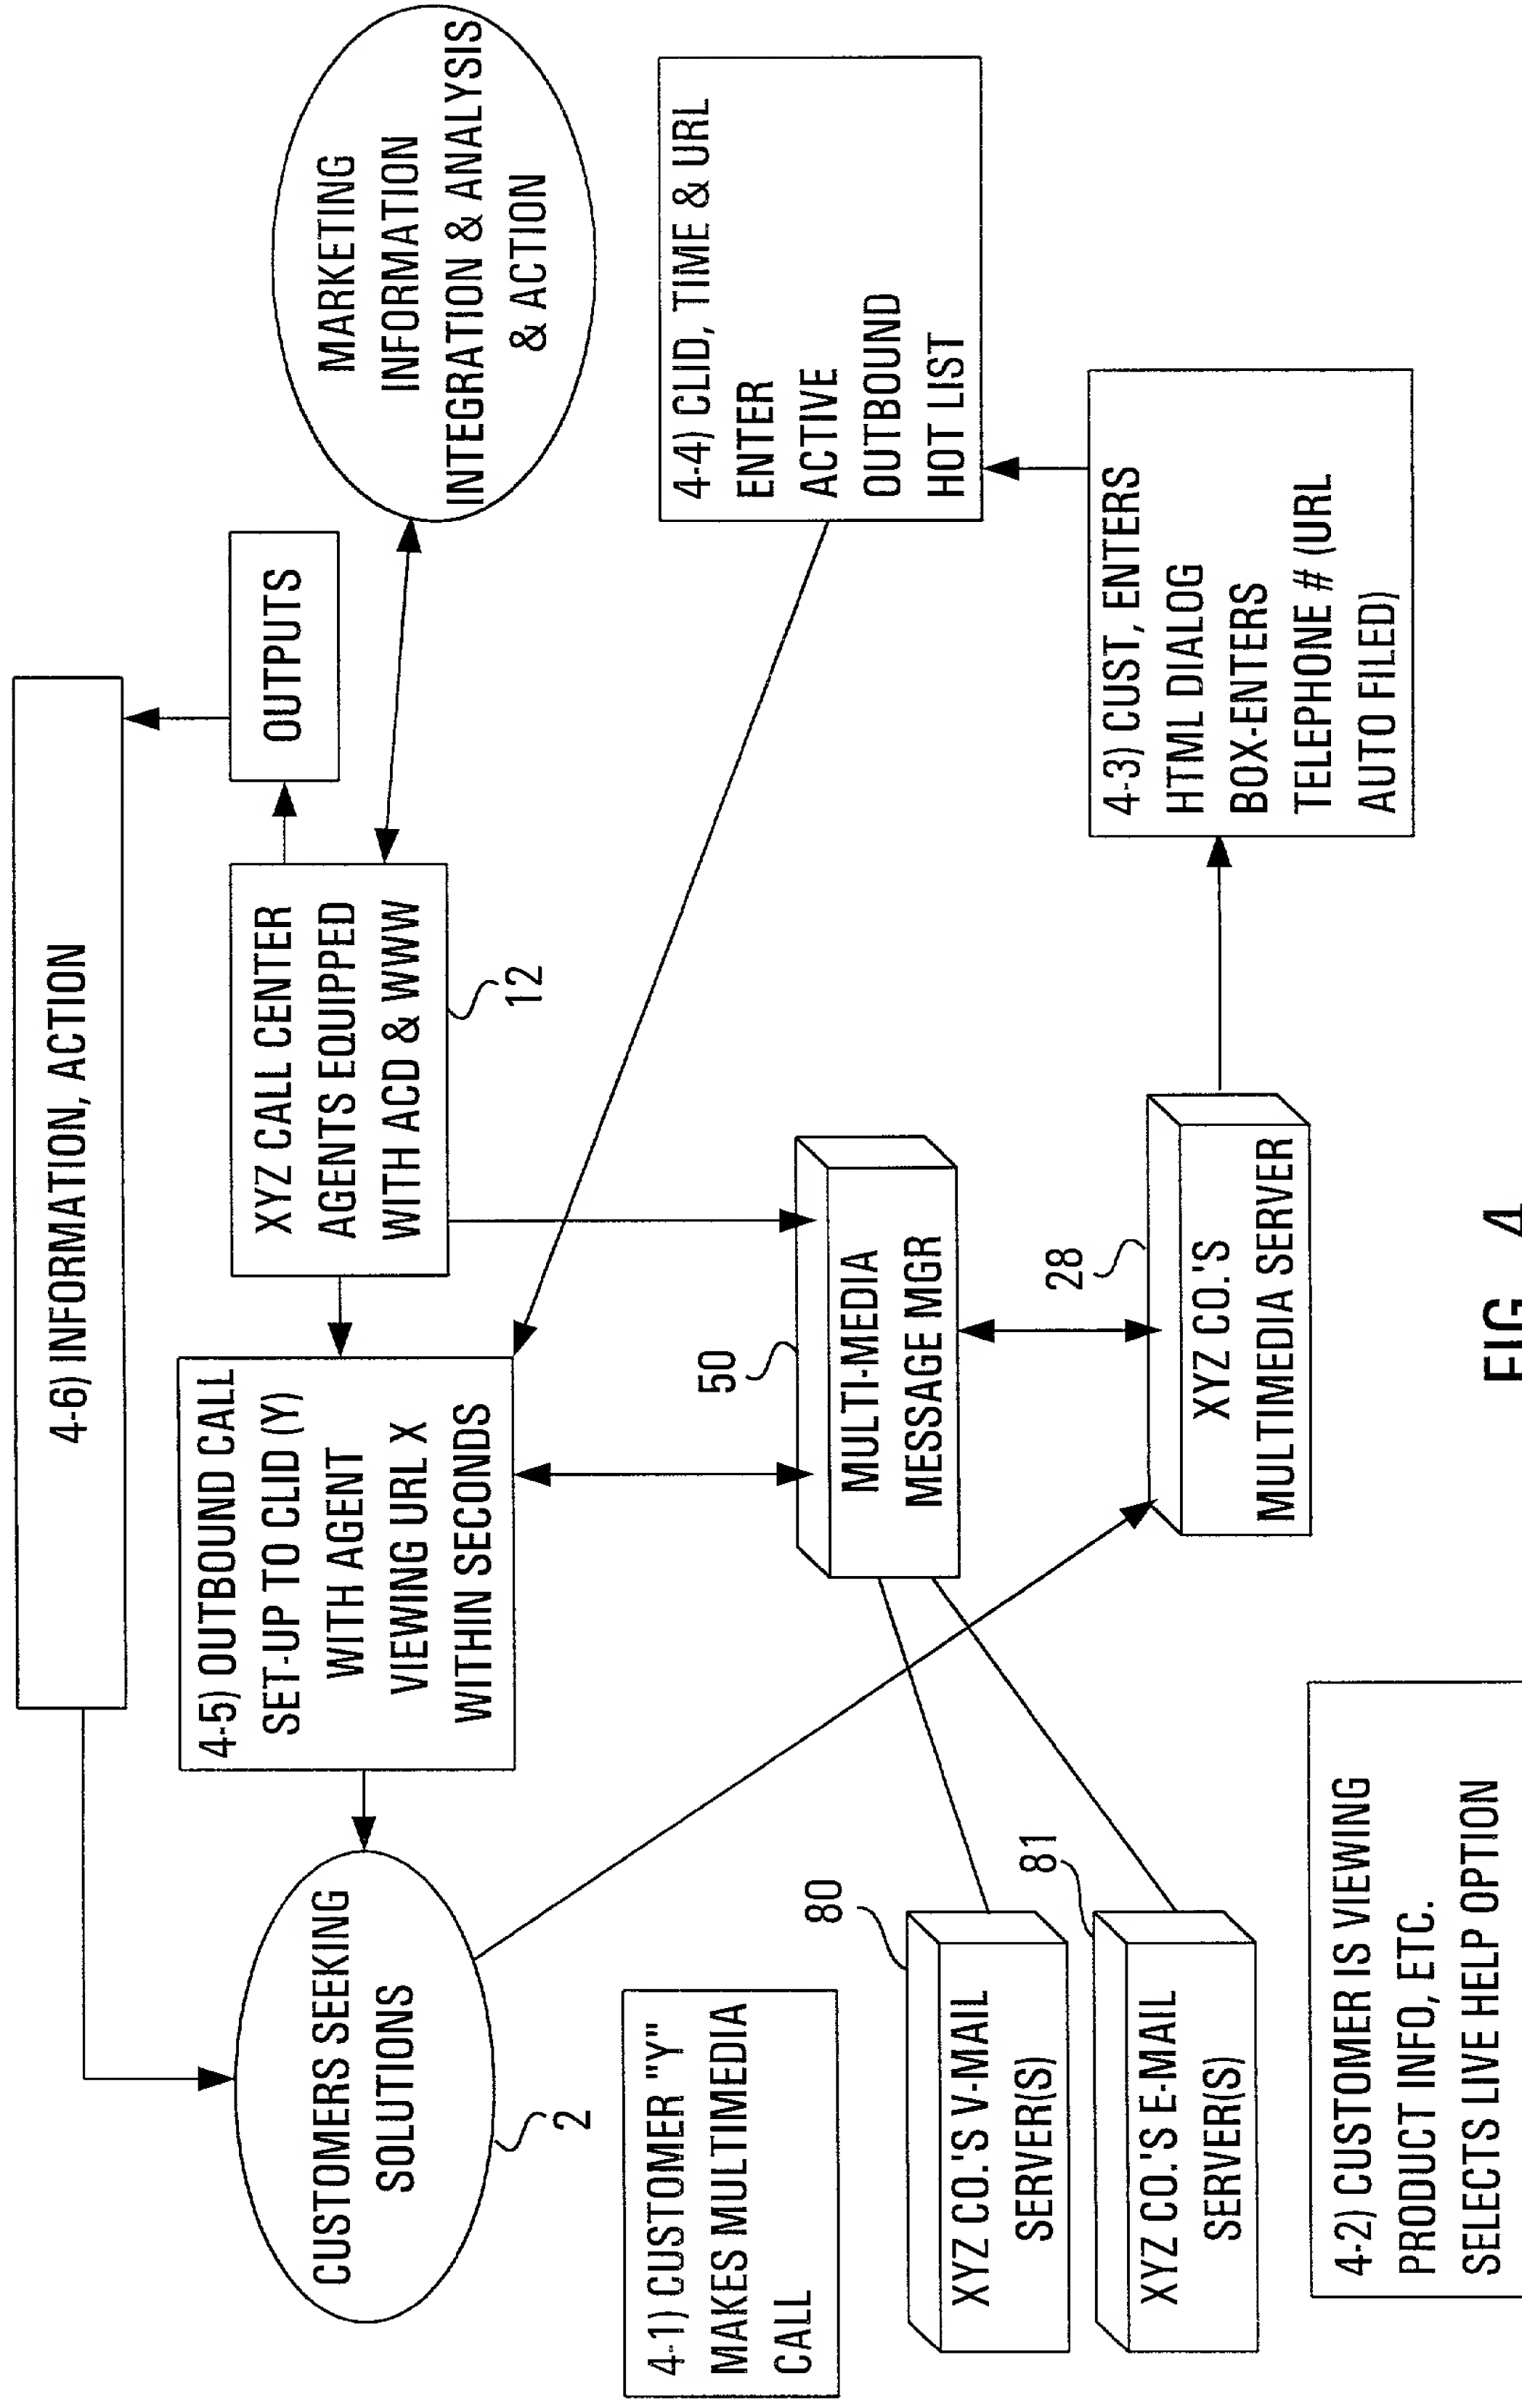 4-6) INFORMATION, ACTION
OUTPUTS
MARKETING
INFORMATION
INTEGRATION & ANALYSIS
& ACTION
XYZ CALL CENTER
AGENTS EQUIPPED
WITH ACD & WWW
12
4-5) OUTBOUND CALL
SET-UP TO CLID (Y)
WITH AGENT
VIEWING URL X
WITHIN SECONDS
CUSTOMERS SEEKING
SOLUTIONS
2
4-4) CLID, TIME & URL
ENTER
ACTIVE
OUTBOUND
HOT LIST
4-1) CUSTOMER "Y"
MAKES MULTIMEDIA
CALL
50
MULTI-MEDIA
MESSAGE MGR
80
XYZ CO.'S V-MAIL
SERVER(S)
81
XYZ CO.'S E-MAIL
SERVER(S)
28
XYZ CO.'S
MULTIMEDIA SERVER
4-3) CUST, ENTERS
HTML DIALOG
BOX-ENTERS
TELEPHONE # (URL
AUTO FILED)
4-2) CUSTOMER IS VIEWING
PRODUCT INFO, ETC.
SELECTS LIVE HELP OPTION
FIG. 4